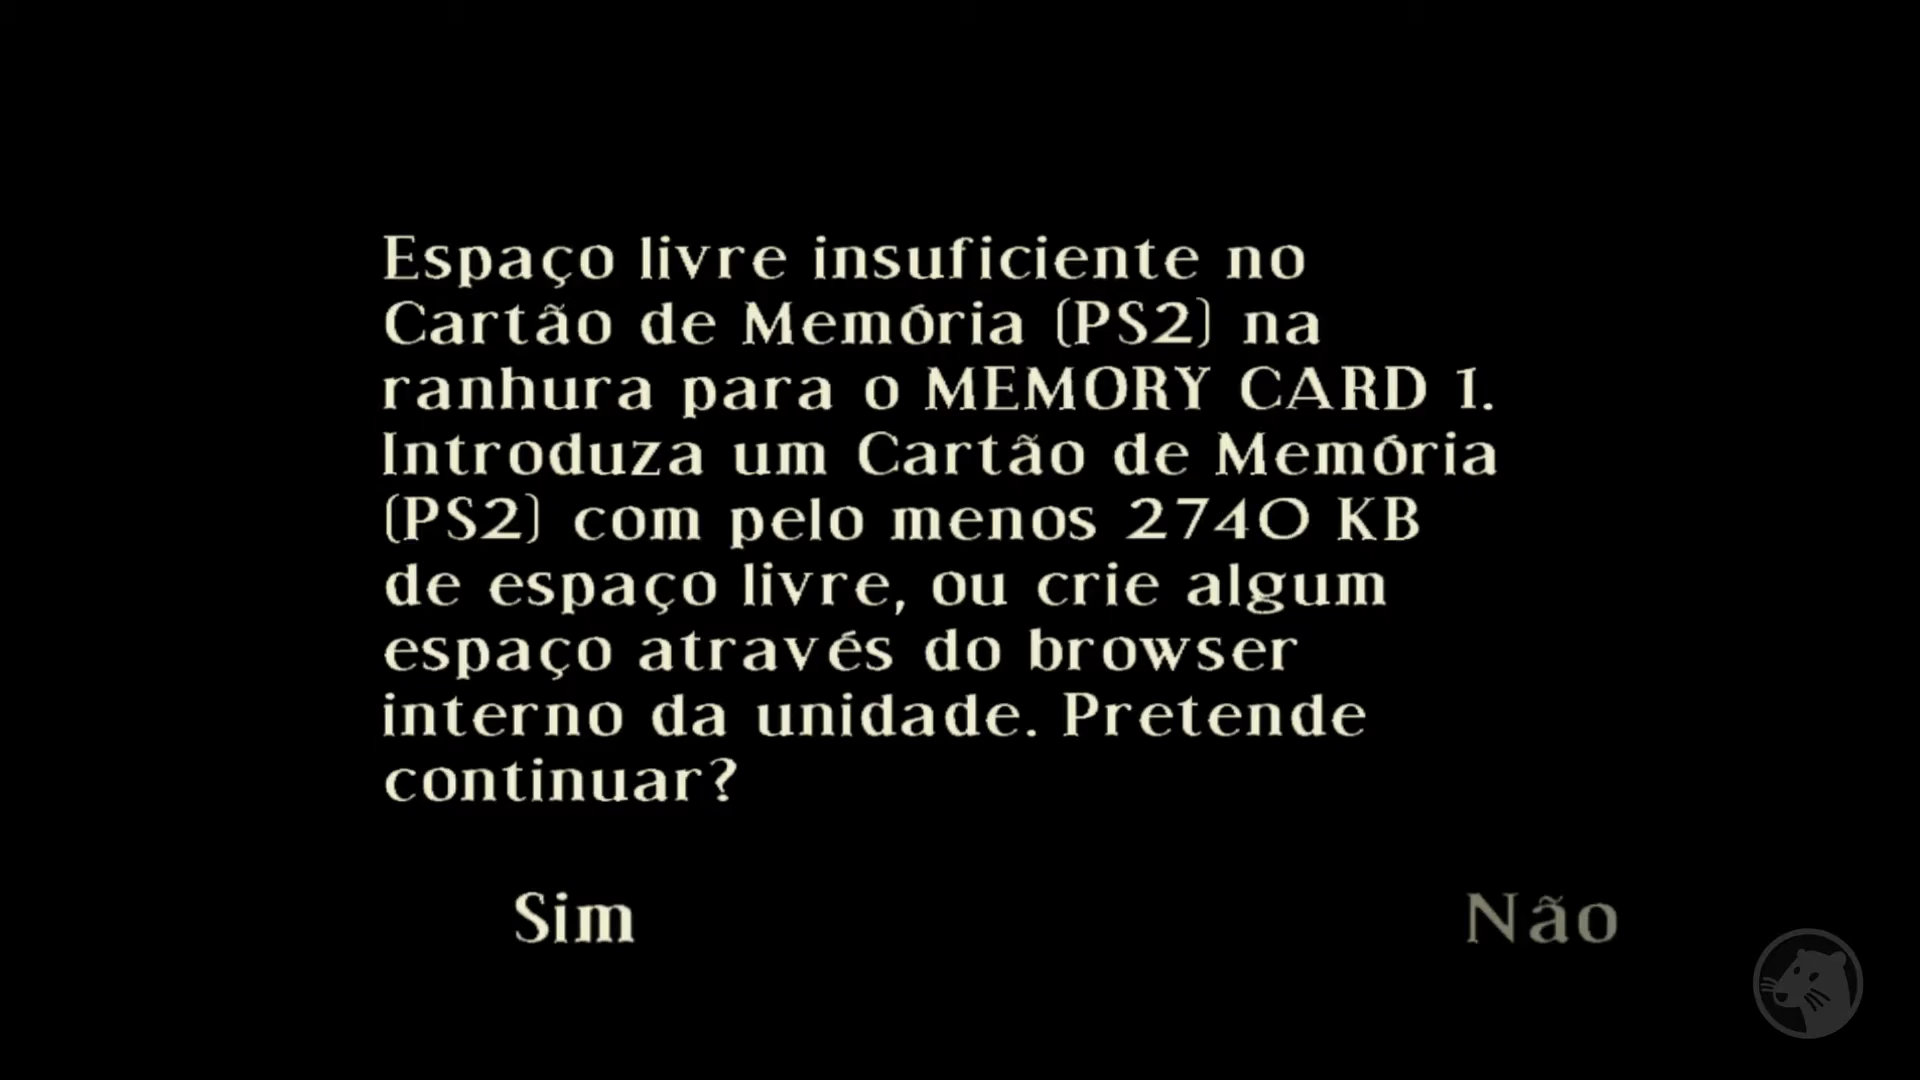 Espaço livre insuficiente no
Cartão de Memória (PS2) na
ranhura para o MEMORY CARD 1.
Introduza um Cartão de Memória
(PS2) com pelo menos 2740 KB
de espaço livre, ou crie algum
espaço através do browser
interno da unidade. Pretende
continuar?
Sim Não